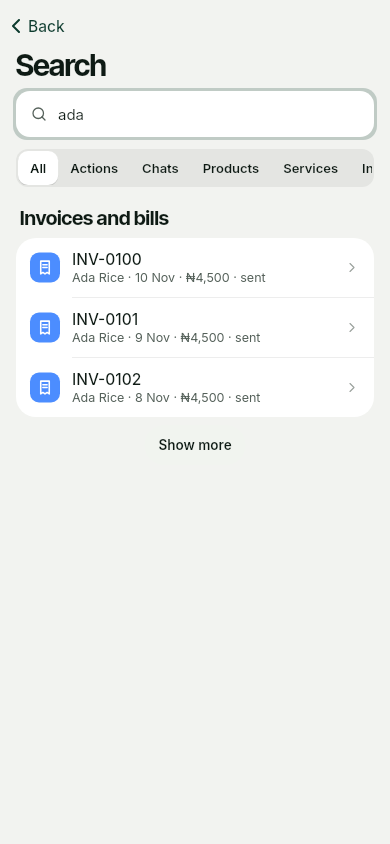 Back
Search
ada
All Actions Chats Products Services In
Invoices and bills
INV-0100
Ada Rice · 10 Nov · ₦4,500 · sent
INV-0101
Ada Rice · 9 Nov · ₦4,500 · sent
INV-0102
Ada Rice · 8 Nov · ₦4,500 · sent
Show more